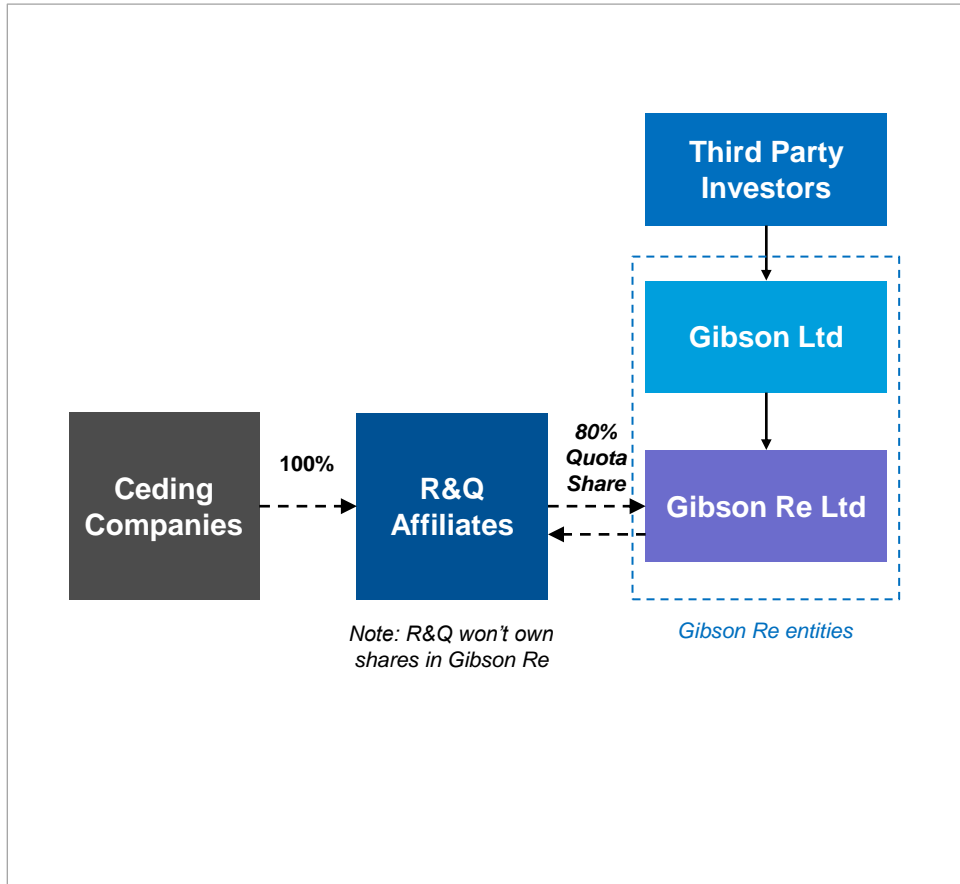 Third Party
Investors
Gibson Ltd
Ceding
Companies
100%
R&Q
Affiliates
80%
Quota
Share
Gibson Re Ltd
Note: R&Q won't own
shares in Gibson Re
Gibson Re entities